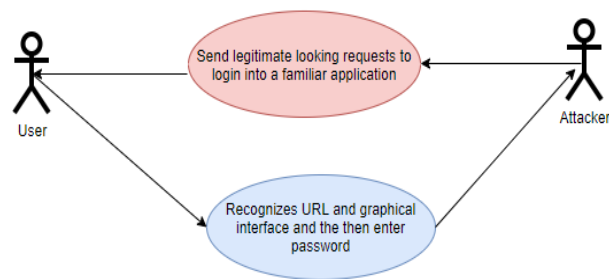 Send legitimate looking requests to
login into a familiar application
User
Attacker
Recognizes URL and graphical
interface and the then enter
password